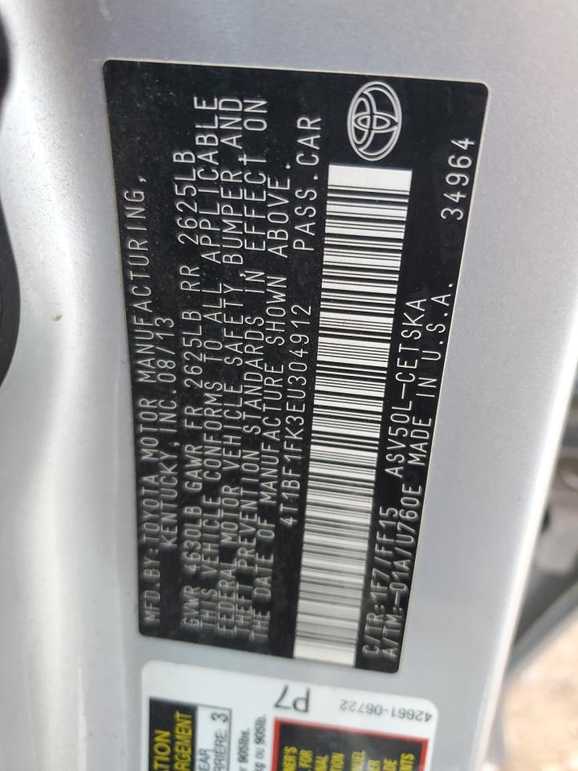 MFD. BY: TOYOTA MOTOR MANUFACTURING,
KENTUCKY, INC. 08/13
GVWR 4630LB GAWR FR 2625LB RR 2625LB
THIS VEHICLE CONFORMS TO ALL APPLICABLE
FEDERAL MOTOR VEHICLE SAFETY BUMPER, AND
THEFT PREVENTION STANDARDS IN EFFECT ON
THE DATE OF MANUFACTURE SHOWN ABOVE.
4T1BF1FK3EU304912 PASS. CAR
C/TR: 1F7/FF15 ASV50L-CETSKA
A/TM: -01A/U760E MADE IN U.S.A. 34964
P7
42661-06722